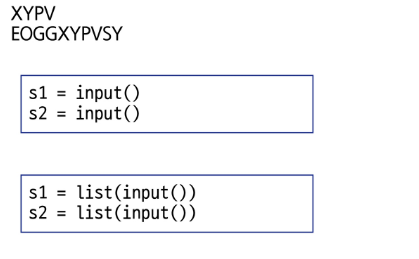 XYPV
EOGGXYPVSY
s1 = input()
s2 = input()
s1 = list(input())
s2 = list(input())